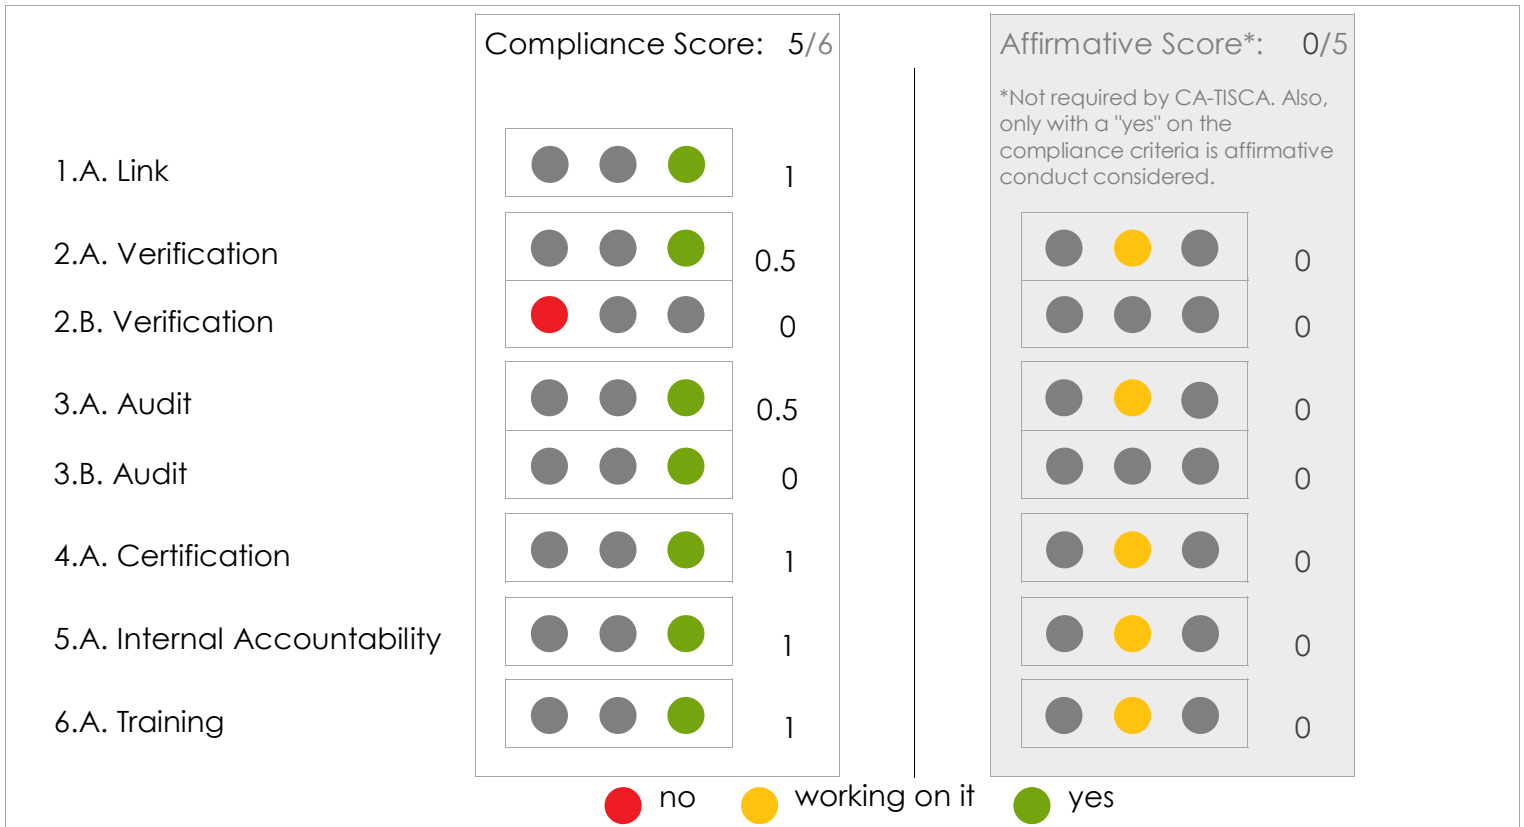 Compliance Score: 5/6
Affirmative Score*: 0/5
*Not required by CA-TISCA. Also,
only with a "yes" on the
compliance criteria is affirmative
conduct considered.
1.A. Link 1
2.A. Verification 0.5 0
2.B. Verification 0 0
3.A. Audit 0.5 0
3.B. Audit 0 0
4.A. Certification 1 0
5.A. Internal Accountability 1 0
6.A. Training 1 0
no working on it yes